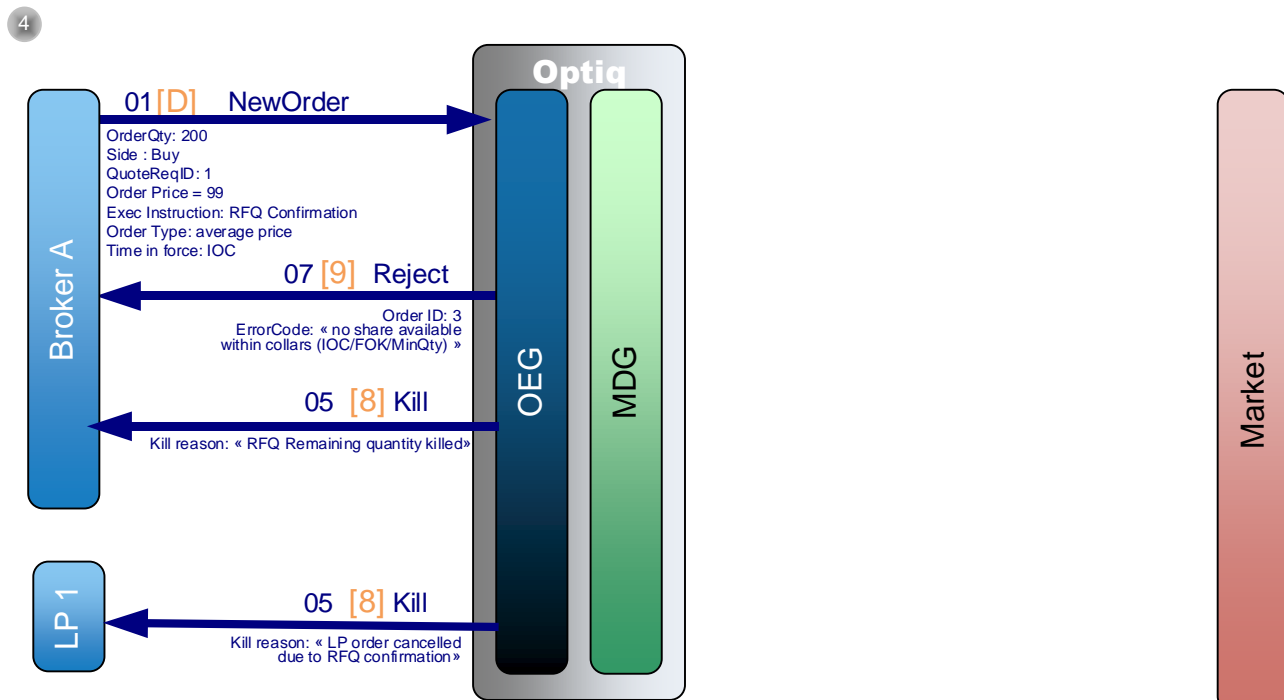 4
Optiq
01 [D] NewOrder
OrderQty: 200
Side : Buy
QuoteReqID: 1
Order Price = 99
Exec Instruction: RFQ Confirmation
Order Type: average price
Time in force: IOC
07 [9] Reject
Order ID: 3
ErrorCode: « no share available
within collars (IOC/FOK/MinQty) »
05 [8] Kill
Kill reason: « RFQ Remaining quantity killed»
05 [8] Kill
Kill reason: « LP order cancelled
due to RFQ confirmation»
Broker A
LP 1
OEG
MDG
Market